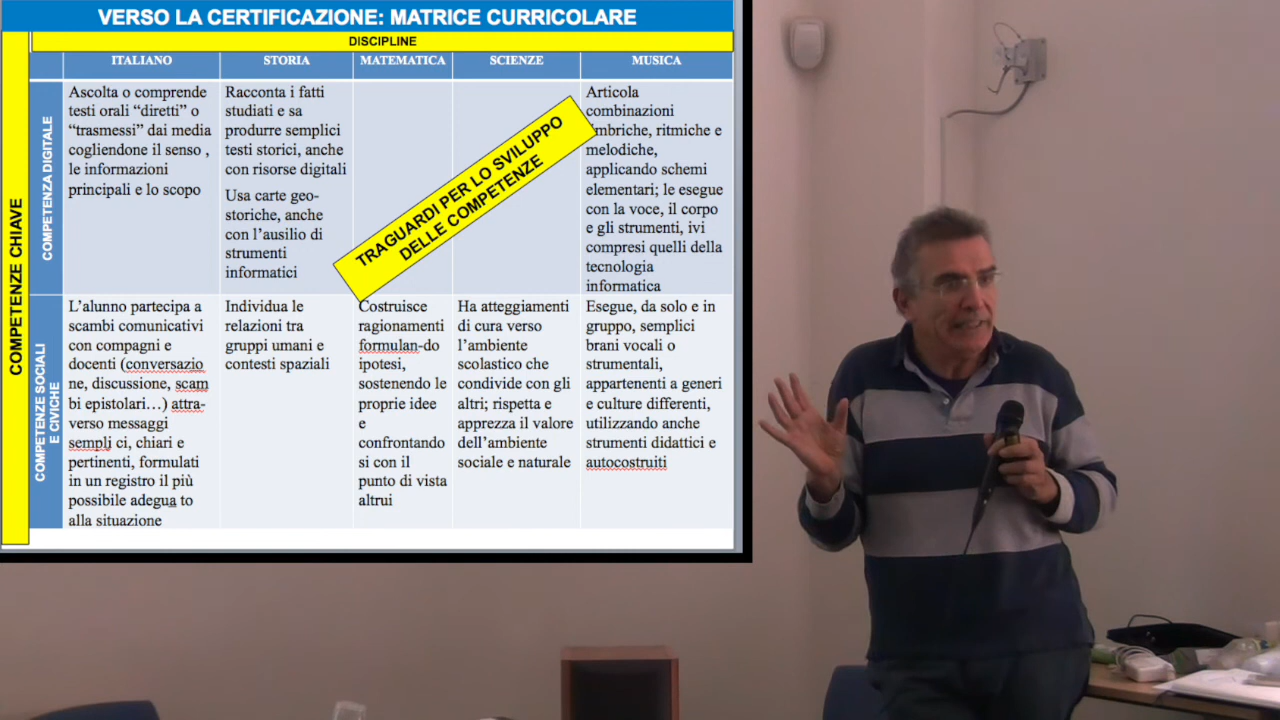 VERSO LA CERTIFICAZIONE: MATRICE CURRICOLARE
DISCIPLINE
ITALIANO
STORIA
MATEMATICA
SCIENZE
MUSICA
COMPETENZE CHIAVE
COMPETENZA DIGITALE
Ascolta o comprende
testi orali “diretti” o
“trasmessi” dai media
cogliendone il senso ,
le informazioni
principali e lo scopo
Racconta i fatti
studiati e sa
produrre semplici
testi storici, anche
con risorse digitali
Usa carte geo-
storiche, anche
con l’ausilio di
strumenti
informatici
TRAGUARDI PER LO SVILUPPO
DELLE COMPETENZE
Articola
combinazioni
imbriche, ritmiche e
melodiche,
applicando schemi
elementari; le esegue
con la voce, il corpo
e gli strumenti, ivi
compresi quelli della
tecnologia
informatica
COMPETENZE SOCIALI
E CIVICHE
L’alunno partecipa a
scambi comunicativi
con compagni e
docenti (conversazio
ne, discussione, scam
bi epistolari…) attra-
verso messaggi
sempli ci, chiari e
pertinenti, formulati
in un registro il più
possibile adegua to
alla situazione
Individua le
relazioni tra
gruppi umani e
contesti spaziali
Costruisce
ragionamenti
formulan-do
ipotesi,
sostenendo le
proprie idee
e
confrontando
si con il
punto di vista
altrui
Ha atteggiamenti
di cura verso
l’ambiente
scolastico che
condivide con gli
altri; rispetta e
apprezza il valore
dell’ambiente
sociale e naturale
Esegue, da solo e in
gruppo, semplici
brani vocali o
strumentali,
appartenenti a generi
e culture differenti,
utilizzando anche
strumenti didattici e
autocostruiti